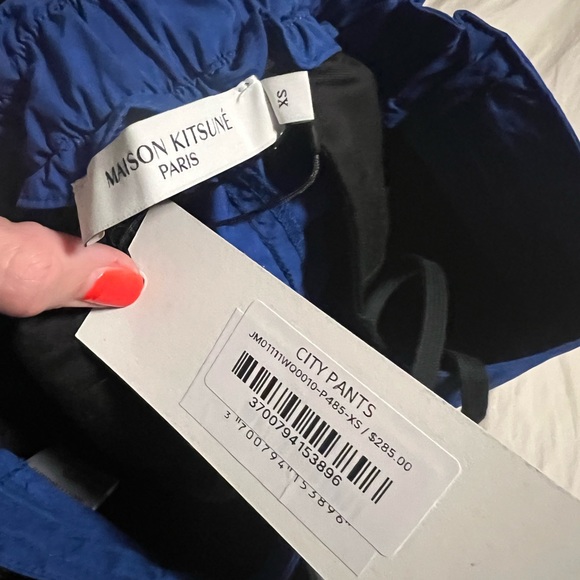 MAISON KITSUNÉ
PARIS
XS
CITY PANTS
JM01111WQ0010-P485-XS / $285.00
3700794153896
3 "700794"153896"